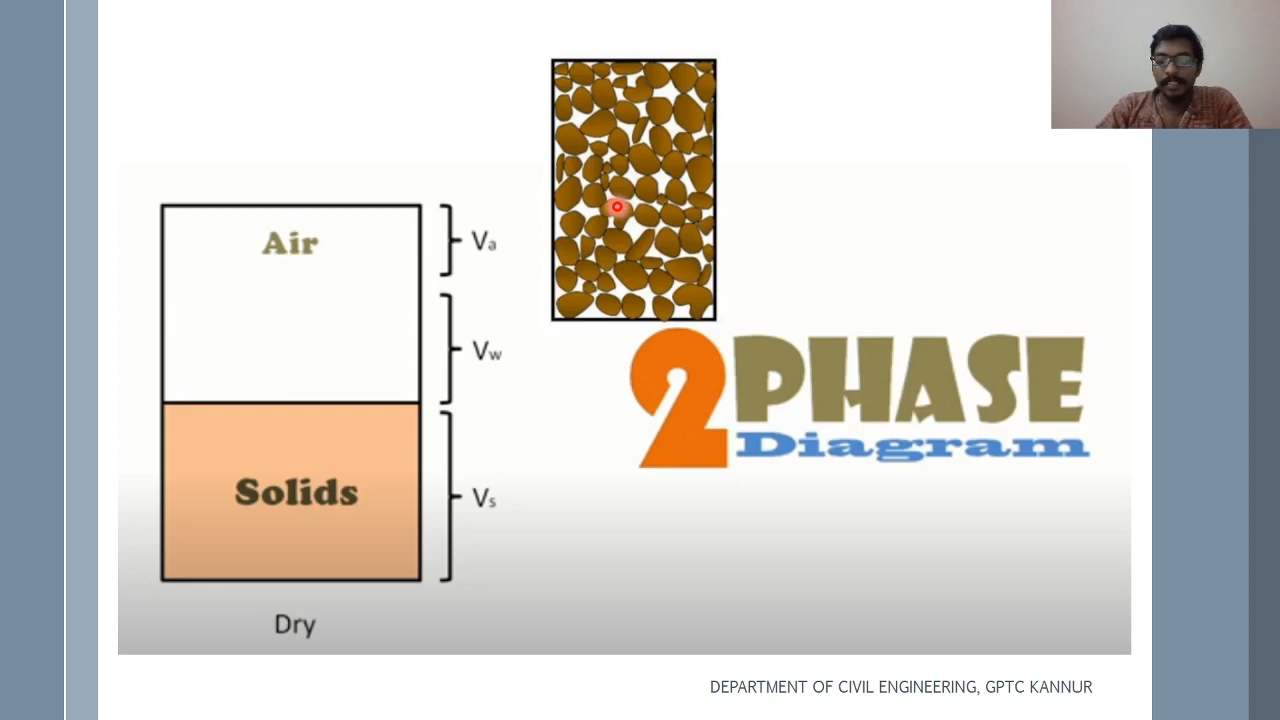 Air
Va
Vw
Solids
Vs
Dry
2 PHASE
Diagram
DEPARTMENT OF CIVIL ENGINEERING, GPTC KANNUR